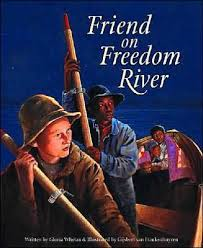 Friend
on
Freedom
River
Written by Gloria Whelan & Illustrated by Gijsbert van Frankenhuyzen